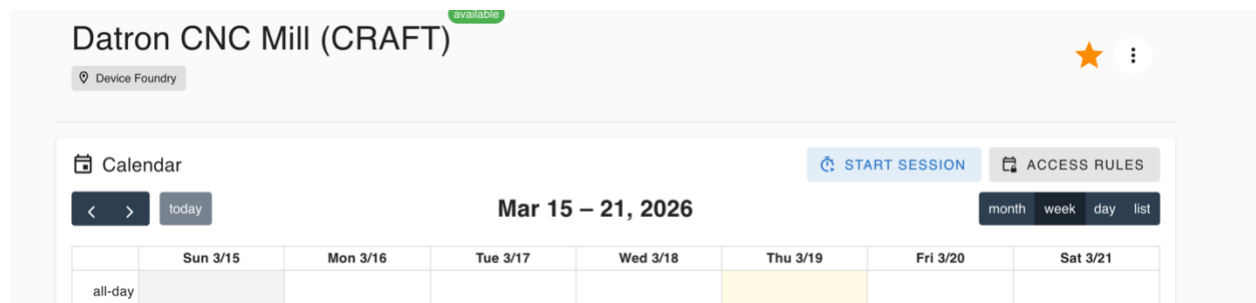 available
Datron CNC Mill (CRAFT)
Device Foundry
Calendar
START SESSION
ACCESS RULES
today
Mar 15 – 21, 2026
month week day list
Sun 3/15 Mon 3/16 Tue 3/17 Wed 3/18 Thu 3/19 Fri 3/20 Sat 3/21
all-day